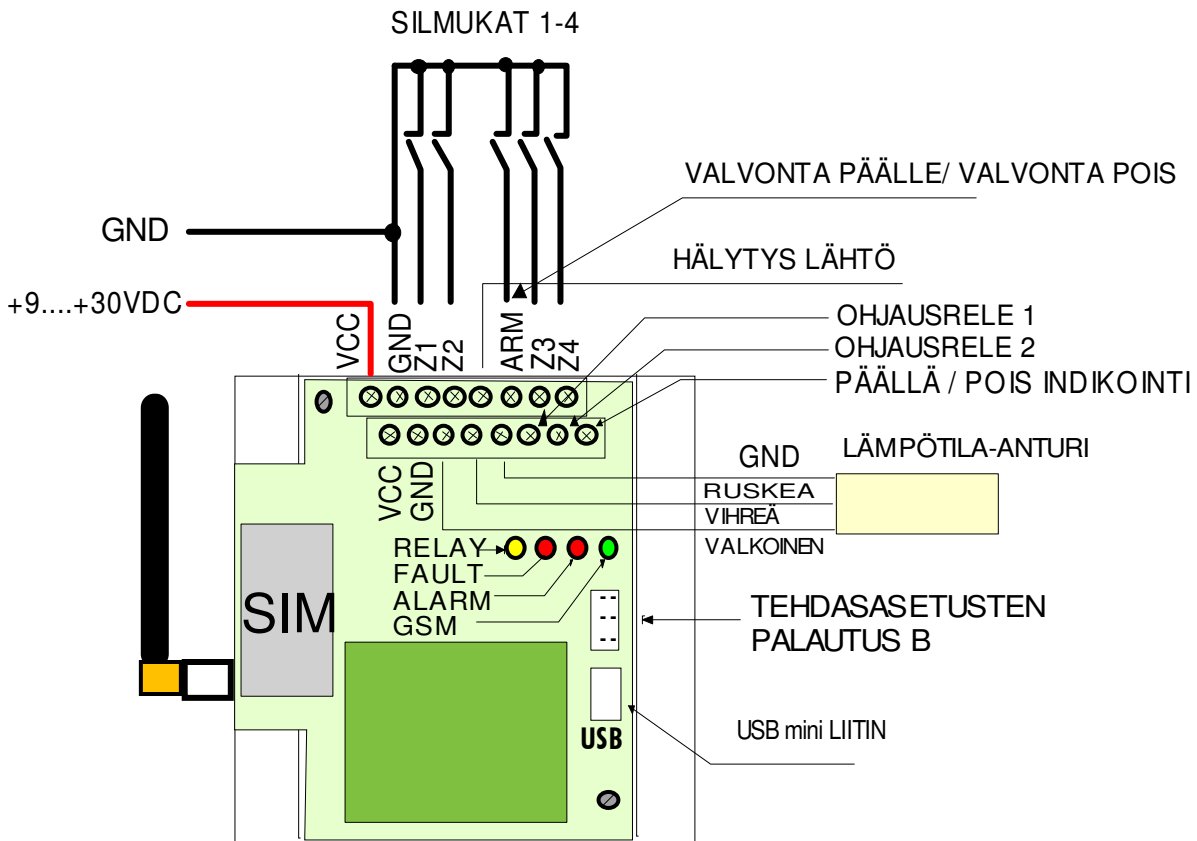 SILMUKAT 1-4
VALVONTA PÄÄLLE/ VALVONTA POIS
GND
HÄLYTYS LÄHTÖ
+9....+30VDC
VCC
GND
Z1
Z2
ARM
Z3
Z4
OHJAUSRELE 1
OHJAUSRELE 2
PÄÄLLÄ / POIS INDIKOINTI
VCC
GND
GND
LÄMPÖTILA-ANTURI
RUSKEA
VIHREÄ
VALKOINEN
RELAY
FAULT
ALARM
GSM
SIM
TEHDASASETUSTEN
PALAUTUS B
USB
USB mini LIITIN